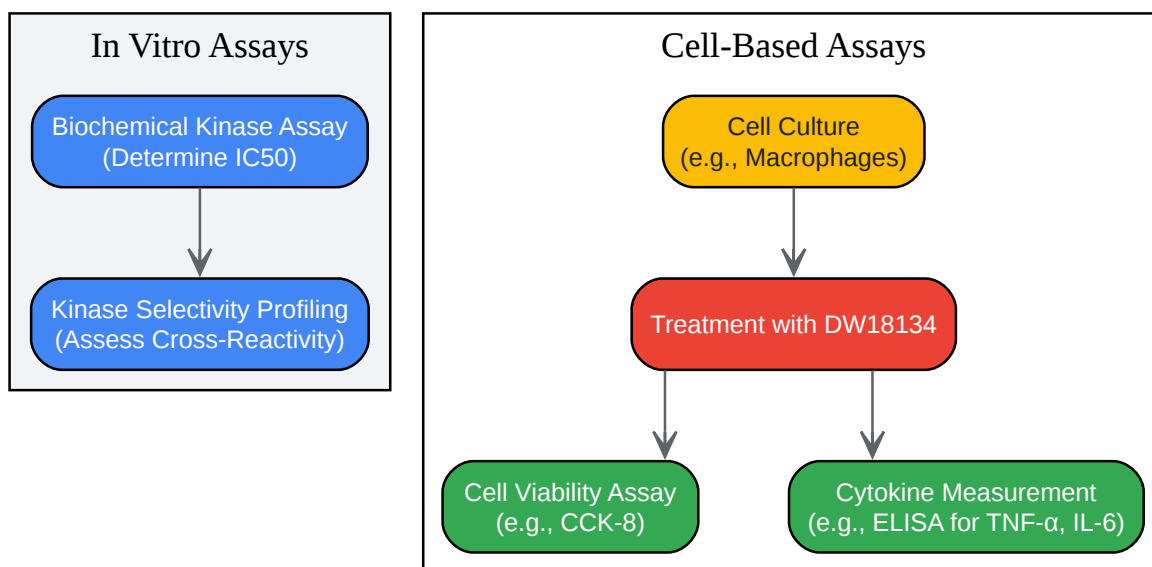 In Vitro Assays
Biochemical Kinase Assay
(Determine IC50)
Kinase Selectivity Profiling
(Assess Cross-Reactivity)
Cell-Based Assays
Cell Culture
(e.g., Macrophages)
Treatment with DW18134
Cell Viability Assay
(e.g., CCK-8)
Cytokine Measurement
(e.g., ELISA for TNF-α, IL-6)